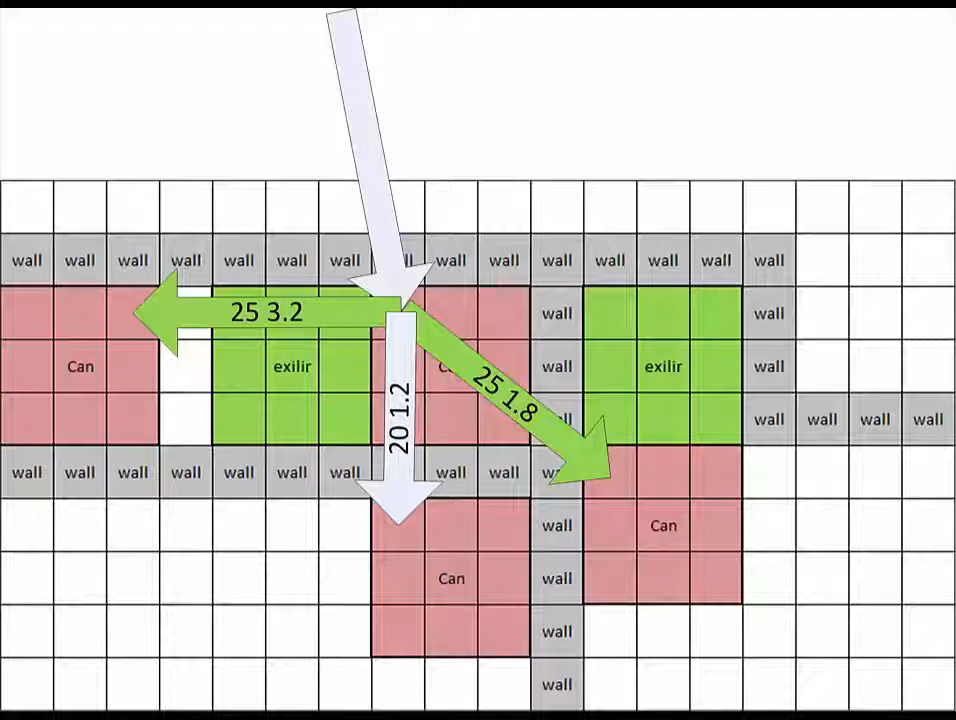 wall wall wall wall wall wall wall wall wall wall wall wall wall wall
25 3.2 wall wall
Can exilir wall exilir wall
25 1.8
20 1.2
wall wall wall wall
wall wall wall wall wall wall wall wall wall
wall Can
Can wall
wall
wall